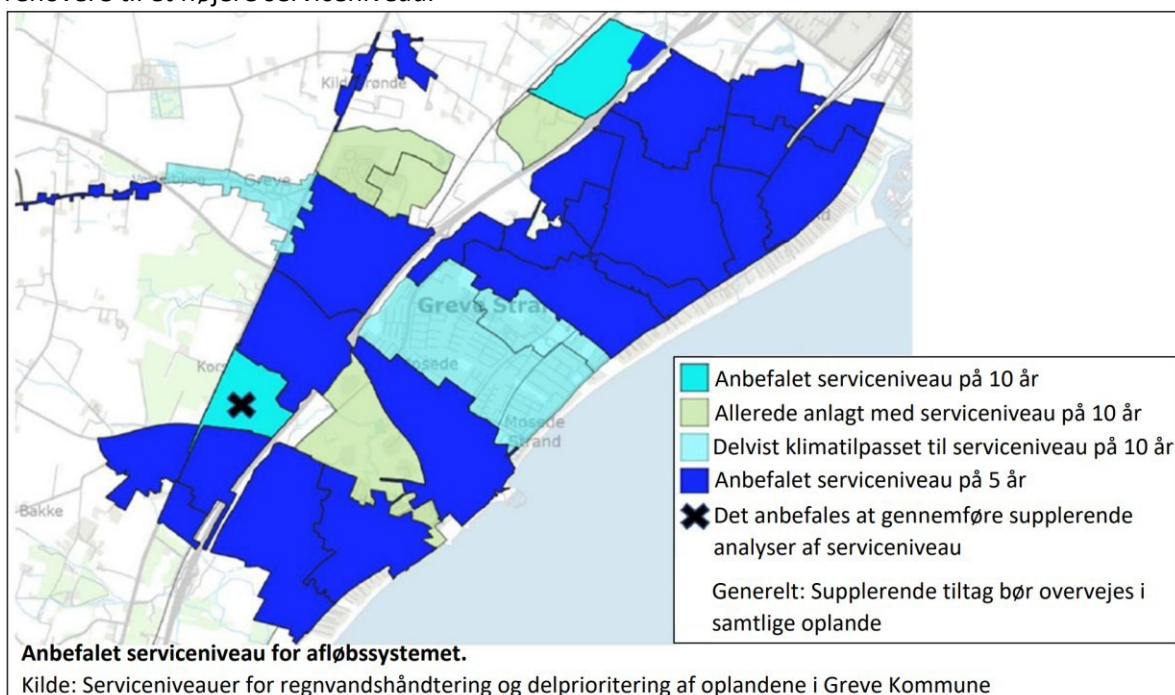 renovere til et højere serviceniveau.
Greve
Greve Strand
Mosede
Mosede
Strand
Bakke
Anbefalet serviceniveau på 10 år
Allerede anlagt med serviceniveau på 10 år
Delvist klimatilpasset til serviceniveau på 10 år
Anbefalet serviceniveau på 5 år
Det anbefales at gennemføre supplerende
analyser af serviceniveau
Generelt: Supplerende tiltag bør overvejes i
samtlige oplande
Anbefalet serviceniveau for afløbssystemet.
Kilde: Serviceniveauer for regnvandshåndtering og delprioritering af oplandene i Greve Kommune